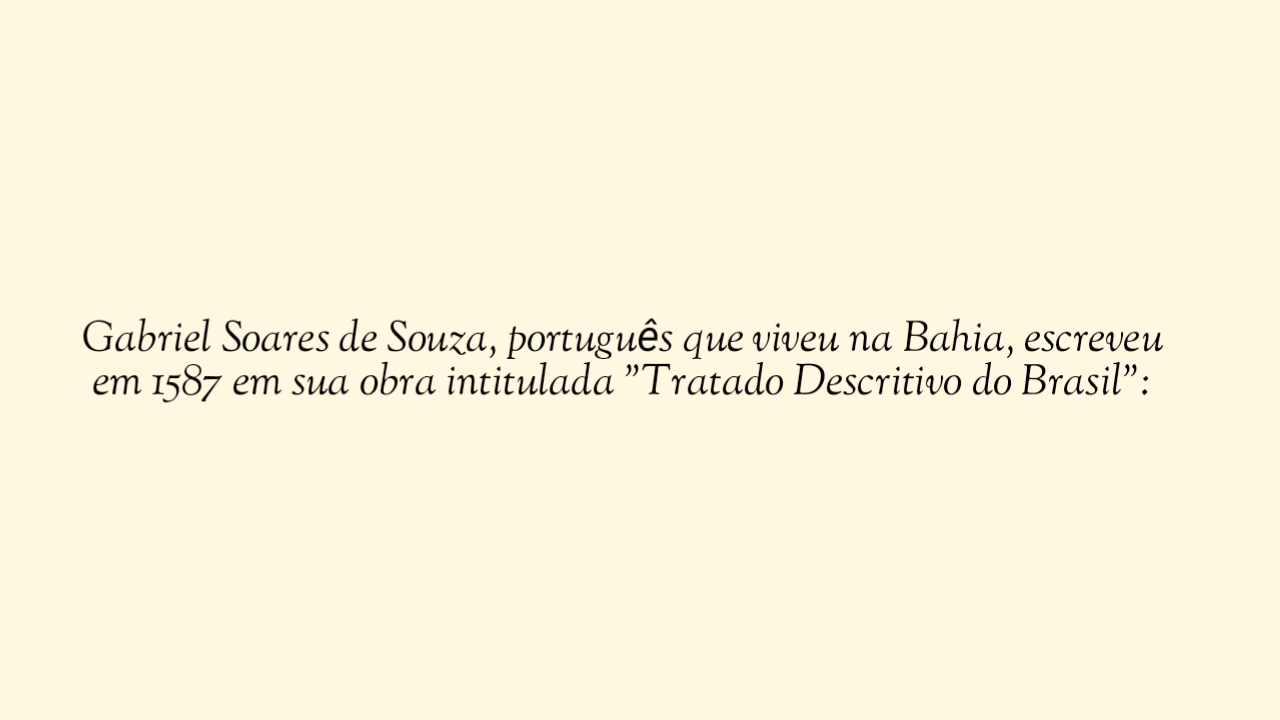 Gabriel Soares de Souza, português que viveu na Bahia, escreveu
em 1587 em sua obra intitulada ”Tratado Descritivo do Brasil”: